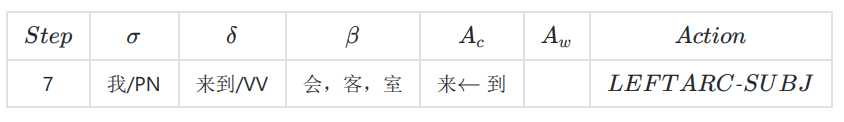 Step σ δ β A_c A_w Action
7 我/PN 来到/VV 会，客，室 来← 到 LEFTARC-SUBJ